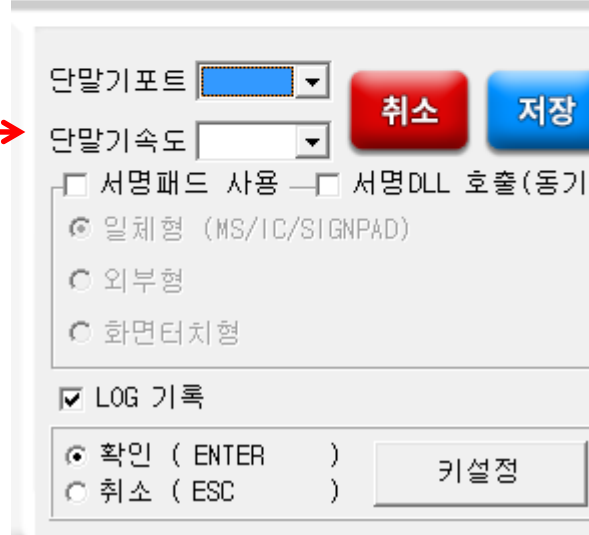 단말기포트
취소 저장
단말기속도
서명패드 사용 서명DLL 호출(동기
일체형 (MS/IC/SIGNPAD)
외부형
화면터치형
LOG 기록
확인 ( ENTER )
키설정
취소 ( ESC )